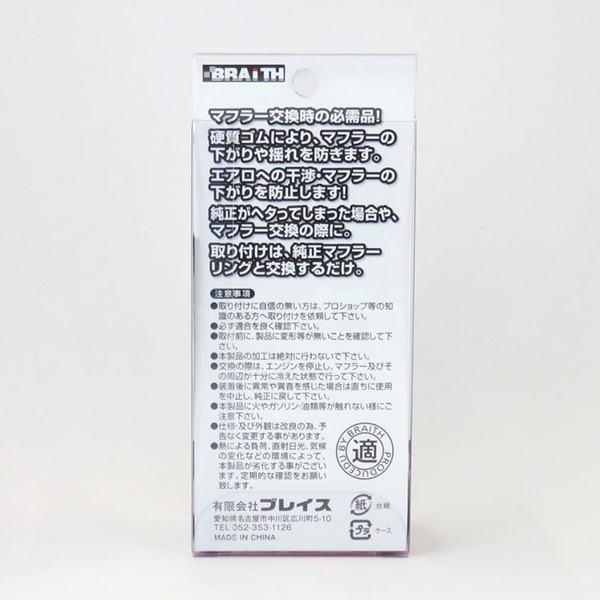 BRAiTH
マフラー交換時の必需品!
硬質ゴムにより、マフラーの
下がりや揺れを防ぎます。
エアロへの干渉・マフラーの
下がりを防止します!
純正がヘタってしまった場合や、
マフラー交換の際に。
取り付けは、純正マフラー
リングと交換するだけ。
注意事項
●取り付けに自信の無い方は、プロショップ等の知
識のある方へ取り付けを依頼して下さい。
●必ず適合を良く確認下さい。
●取付前に、製品に変形等が無いことを確認して下
さい。
●本製品の加工は絶対に行わないで下さい。
●交換の際は、エンジンを停止し、マフラー及びそ
の周辺が十分に冷えた状態で行って下さい。
●装着後に異常や異音を感じた場合は直ちに使用
を中止し、純正に戻して下さい。
●本製品に火やガソリン・油類等が触れない様にご
注意下さい。
●仕様・及び外観は改良の為、予
告なく変更する事があります。
●熱による負荷、直射日光、気候
の変化などの環境によって、
本製品が劣化する事がござい
ます。定期的な確認をお願い
致します。
適
PRODUCEDU BY BRAITH
有限会社ブレイス
愛知県名古屋市中川区広川町5-10
TEL 052-353-1126
MADE IN CHINA
紙 :台紙
プラ ケース